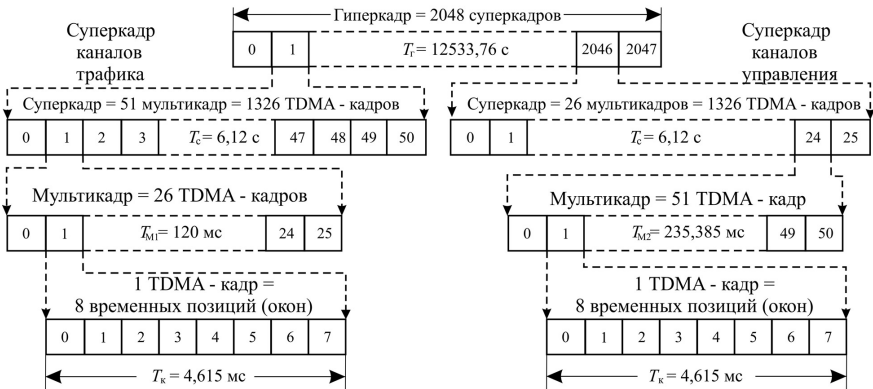 Гиперкадр = 2048 суперкадров
Суперкадр
каналов
трафика
0 1 Tг = 12533,76 с 2046 2047
Суперкадр
каналов
управления
Суперкадр = 51 мультикадр = 1326 TDMA - кадров
0 1 2 3 Tс = 6,12 с 47 48 49 50
Суперкадр = 26 мультикадров = 1326 TDMA - кадров
0 1 Tс = 6,12 с 24 25
Мультикадр = 26 TDMA - кадров
0 1 TМ1= 120 мс 24 25
Мультикадр = 51 TDMA - кадр
0 1 TМ2= 235,385 мс 49 50
1 TDMA - кадр =
8 временных позиций (окон)
0 1 2 3 4 5 6 7
Tк = 4,615 мс
1 TDMA - кадр =
8 временных позиций (окон)
0 1 2 3 4 5 6 7
Tк = 4,615 мс